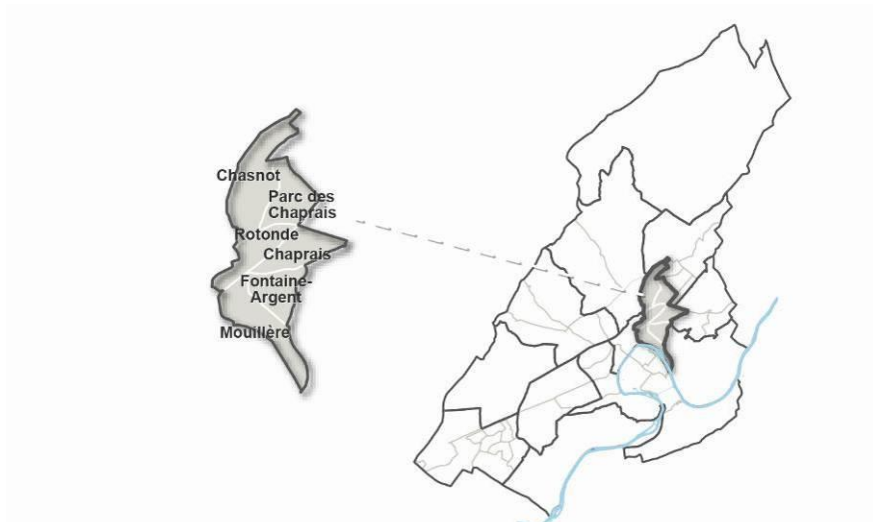 Chasnot
Parc des
Chaprais
Rotonde
Chaprais
Fontaine-
Argent
Mouillère